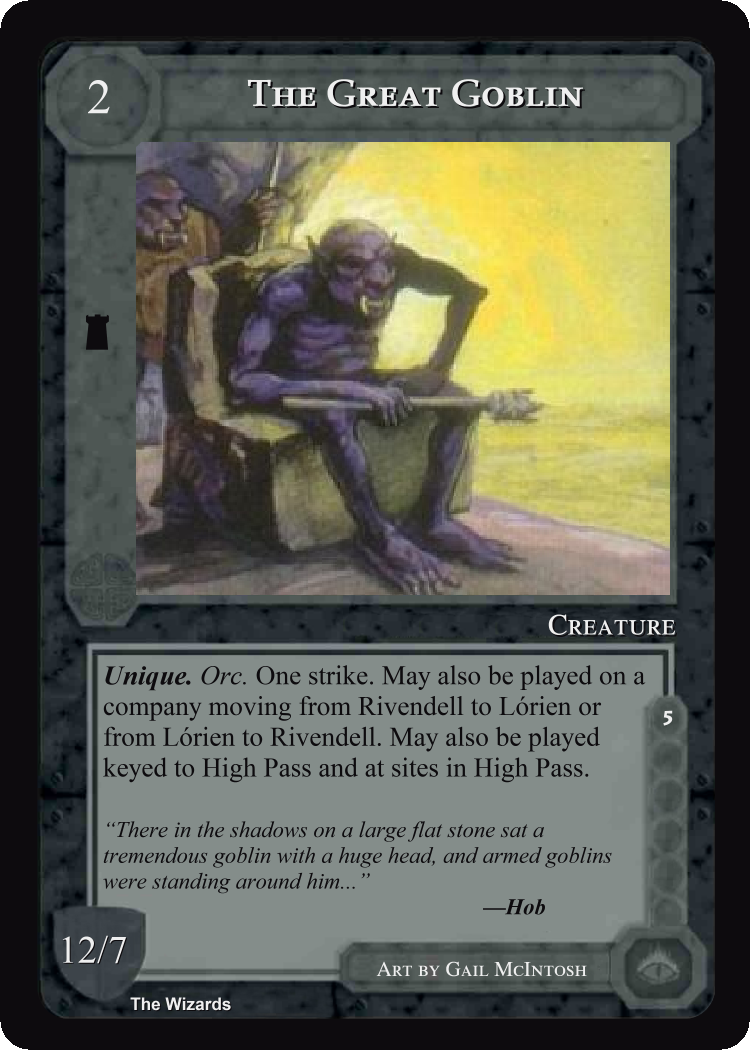 2
The Great Goblin
Creature
Unique. Orc. One strike. May also be played on a
company moving from Rivendell to Lórien or
from Lórien to Rivendell. May also be played
keyed to High Pass and at sites in High Pass.
5
“There in the shadows on a large flat stone sat a
tremendous goblin with a huge head, and armed goblins
were standing around him...”
—Hob
12/7
Art by Gail McIntosh
The Wizards